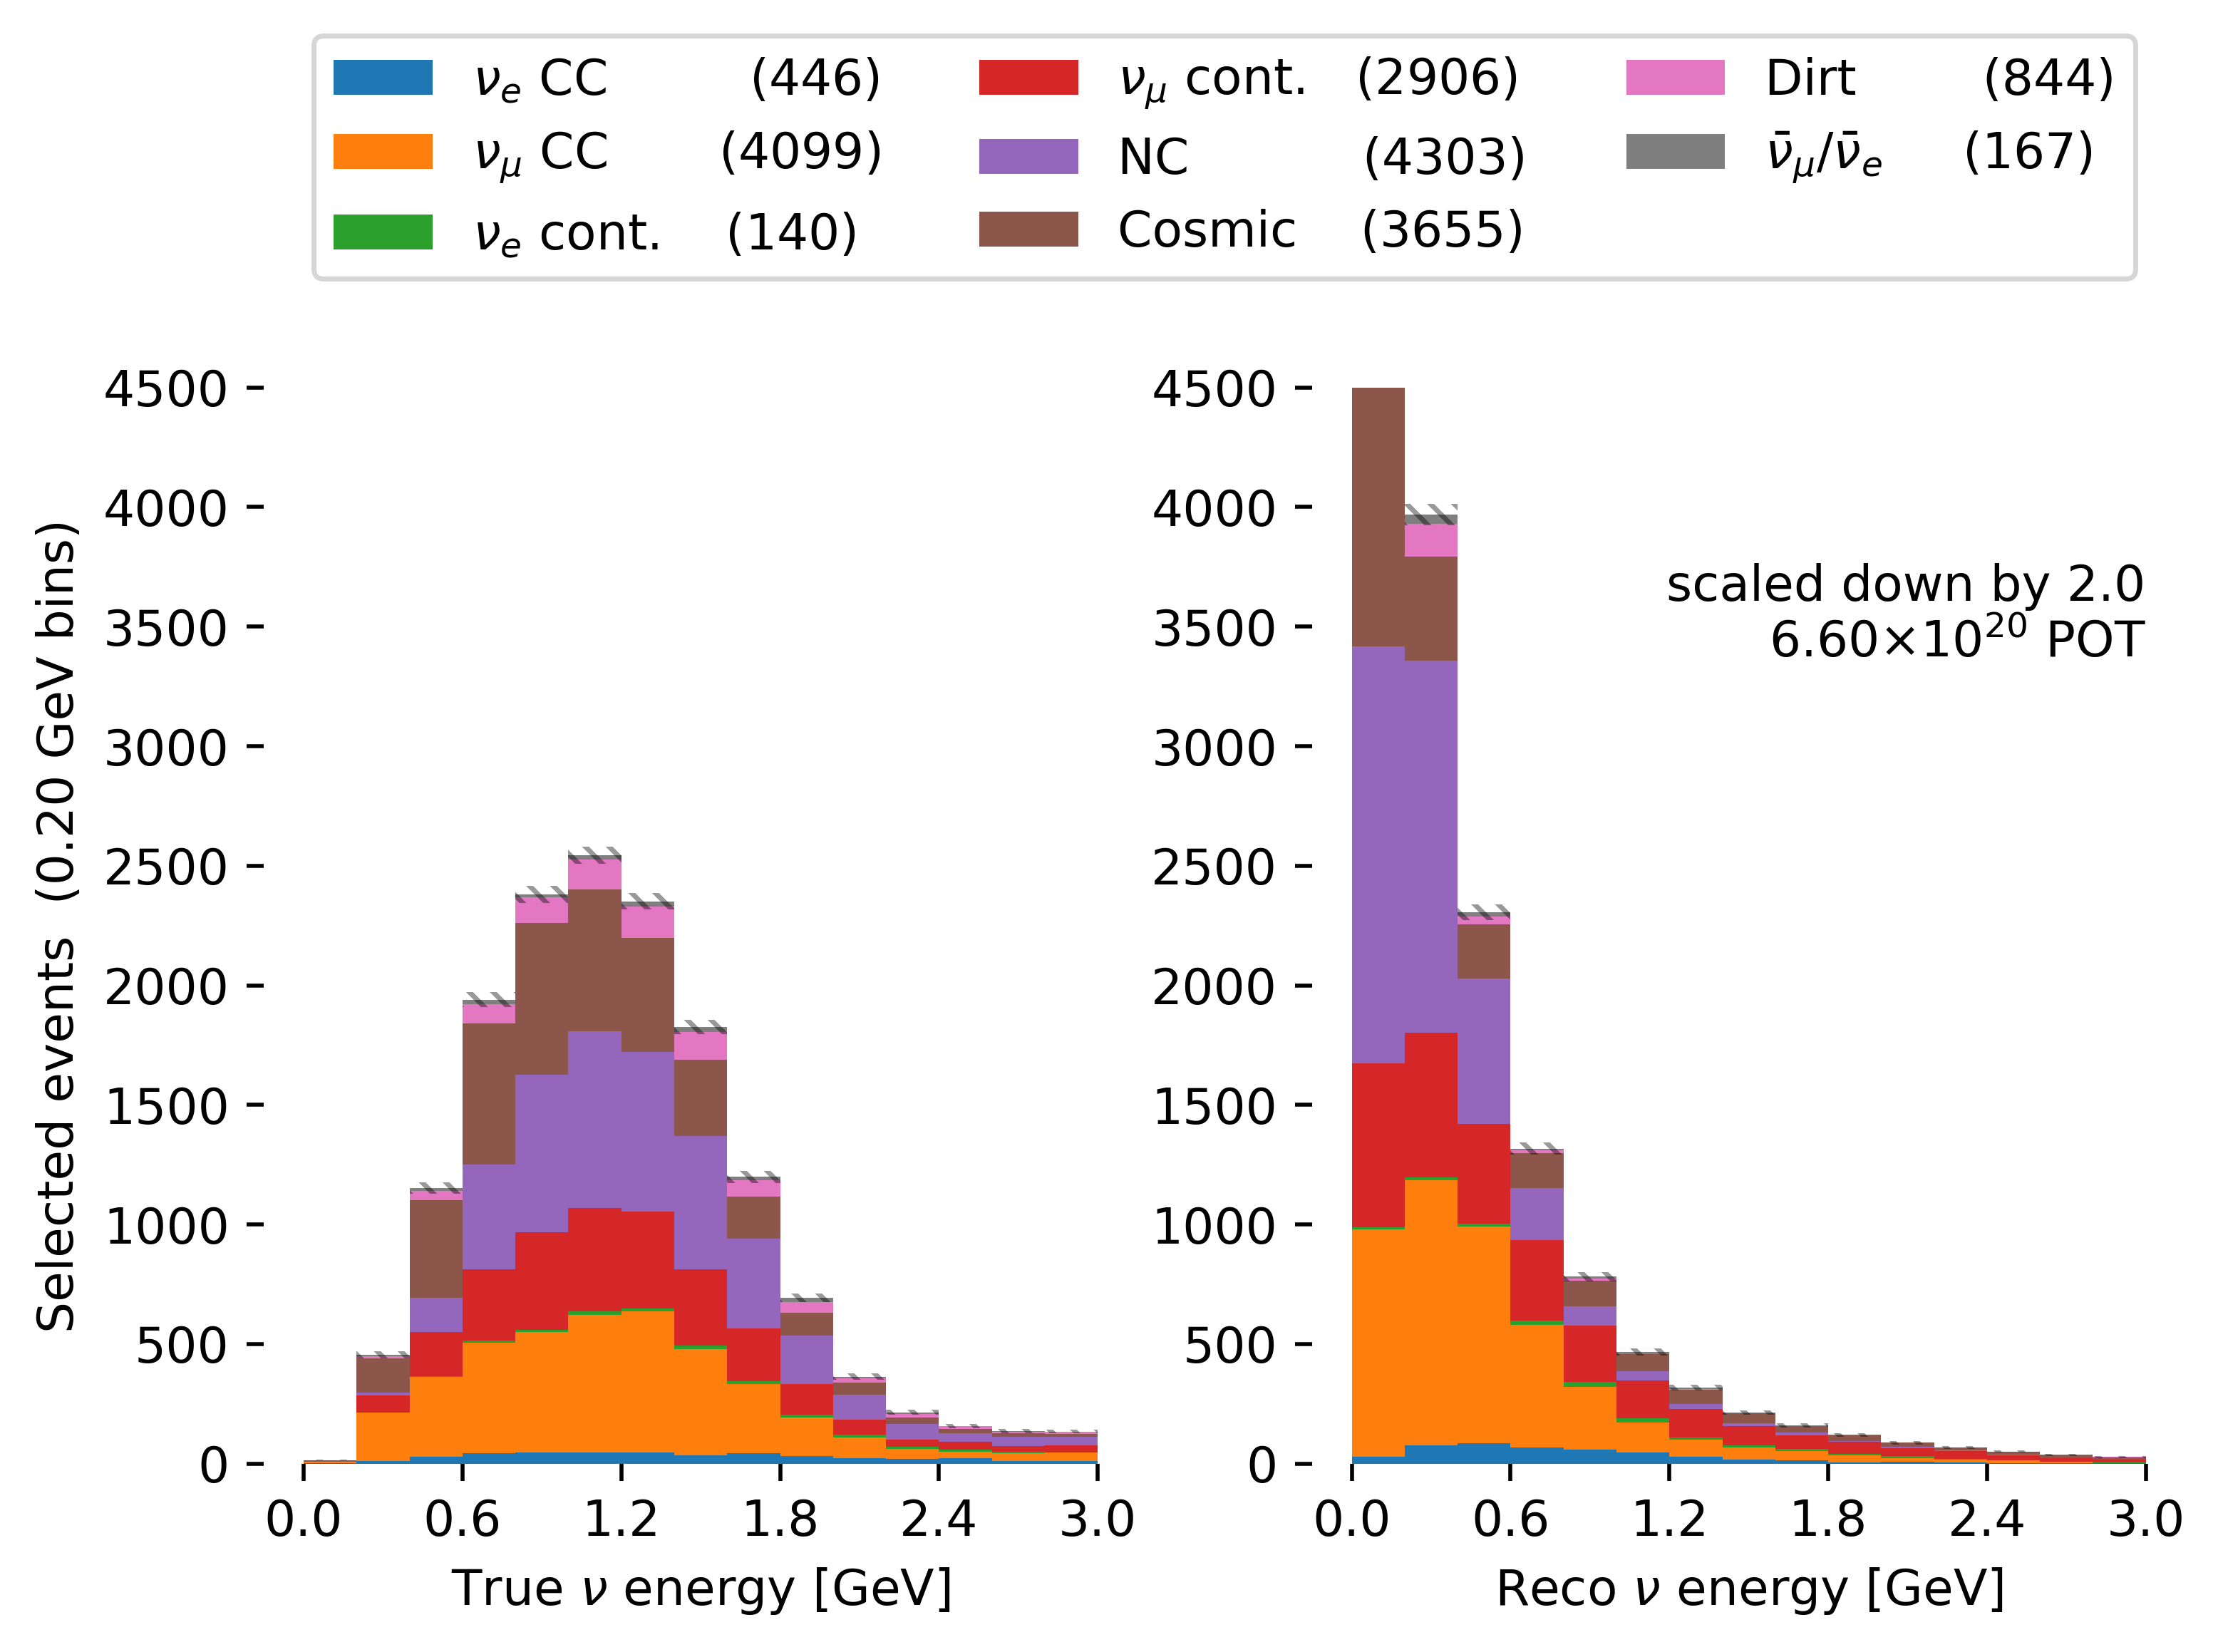 νe CC (446)
νμ CC (4099)
νe cont. (140)
νμ cont. (2906)
NC (4303)
Cosmic (3655)
Dirt (844)
ν̄μ/ν̄e (167)
Selected events (0.20 GeV bins)
4500
4000
3500
3000
2500
2000
1500
1000
500
0
0.0 0.6 1.2 1.8 2.4 3.0
True ν energy [GeV]
4500
4000
3500
3000
2500
2000
1500
1000
500
0
scaled down by 2.0
6.60×10²⁰ POT
0.0 0.6 1.2 1.8 2.4 3.0
Reco ν energy [GeV]